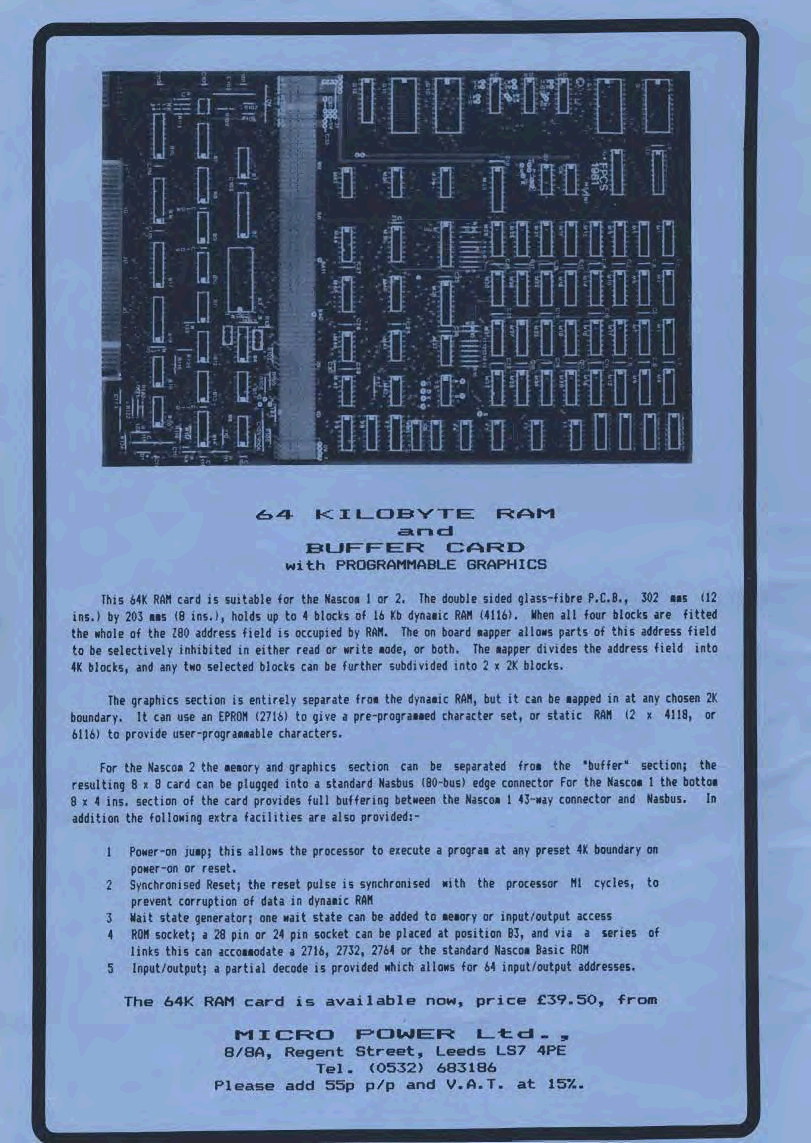 EPCS
1981
64 KILOBYTE RAM
and
BUFFER CARD
with PROGRAMMABLE GRAPHICS
This 64K RAM card is suitable for the Nascom 1 or 2. The double sided glass-fibre P.C.B., 302 mms (12
ins.) by 203 mms (8 ins.), holds up to 4 blocks of 16 Kb dynamic RAM (4116). When all four blocks are fitted
the whole of the Z80 address field is occupied by RAM. The on board mapper allows parts of this address field
to be selectively inhibited in either read or write mode, or both. The mapper divides the address field into
4K blocks, and any two selected blocks can be further subdivided into 2 x 2K blocks.
The graphics section is entirely separate from the dynamic RAM, but it can be mapped in at any chosen 2K
boundary. It can use an EPROM (2716) to give a pre-programmed character set, or static RAM (2 x 4118, or
6116) to provide user-programmable characters.
For the Nascom 2 the memory and graphics section can be separated from the "buffer" section; the
resulting 8 x 8 card can be plugged into a standard Nasbus (80-bus) edge connector For the Nascom 1 the bottom
8 x 4 ins. section of the card provides full buffering between the Nascom 1 43-way connector and Nasbus. In
addition the following extra facilities are also provided:-
1 Power-on jump; this allows the processor to execute a program at any preset 4K boundary on
power-on or reset.
2 Synchronised Reset; the reset pulse is synchronised with the processor M1 cycles, to
prevent corruption of data in dynamic RAM
3 Wait state generator; one wait state can be added to memory or input/output access
4 ROM socket; a 28 pin or 24 pin socket can be placed at position B3, and via a series of
links this can accommodate a 2716, 2732, 2764 or the standard Nascom Basic ROM
5 Input/output; a partial decode is provided which allows for 64 input/output addresses.
The 64K RAM card is available now, price £39.50, from
MICRO POWER Ltd.,
8/8A, Regent Street, Leeds LS7 4PE
Tel. (0532) 683186
Please add 55p p/p and V.A.T. at 15%.